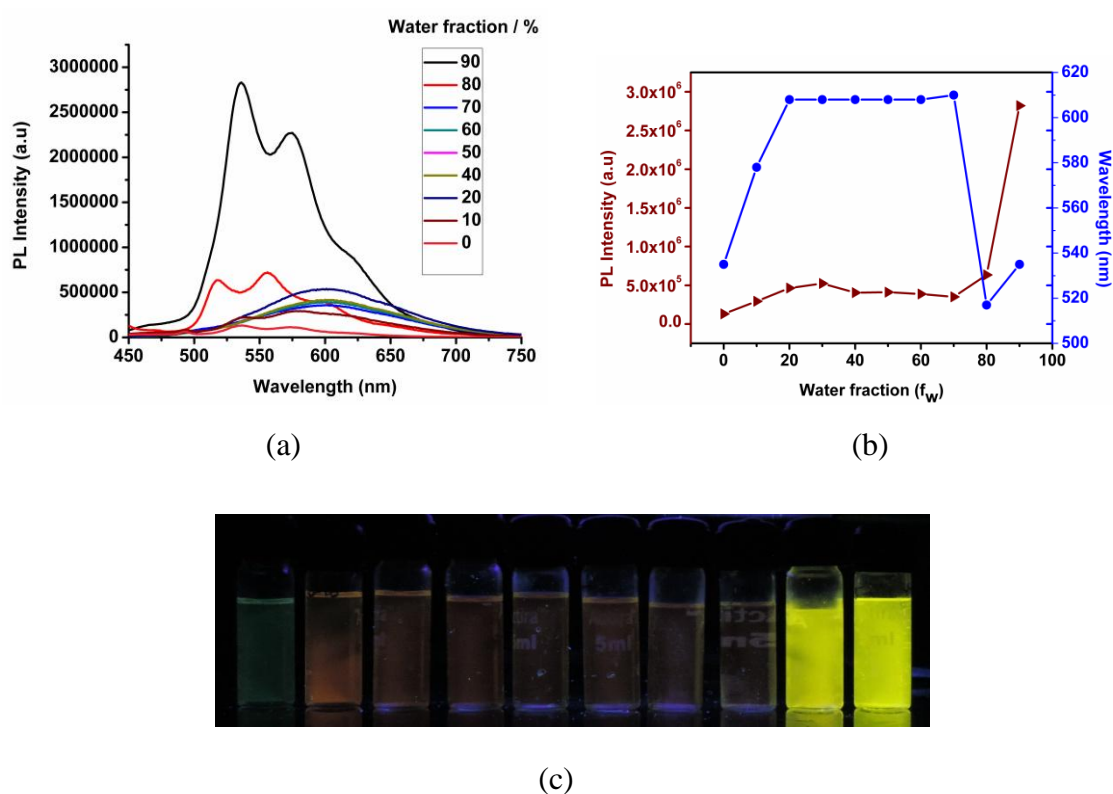 Water fraction / %
90
80
70
60
50
40
20
10
0
PL Intensity (a.u)
3000000
2500000
2000000
1500000
1000000
500000
0
450 500 550 600 650 700 750
Wavelength (nm)
(a)
PL Intensity (a.u)
3.0x10⁶
2.5x10⁶
2.0x10⁶
1.5x10⁶
1.0x10⁶
5.0x10⁵
0.0
620
600
580
560
540
520
500
Wavelength (nm)
0 20 40 60 80 100
Water fraction (fw)
(b)
5ml
(c)